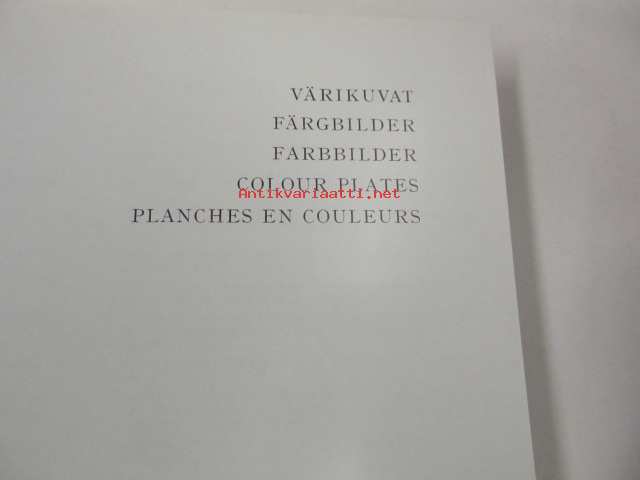 VÄRIKUVAT
FÄRGBILDER
FARBBILDER
COLOUR PLATES
Antikvariaatti.net
PLANCHES EN COULEURS